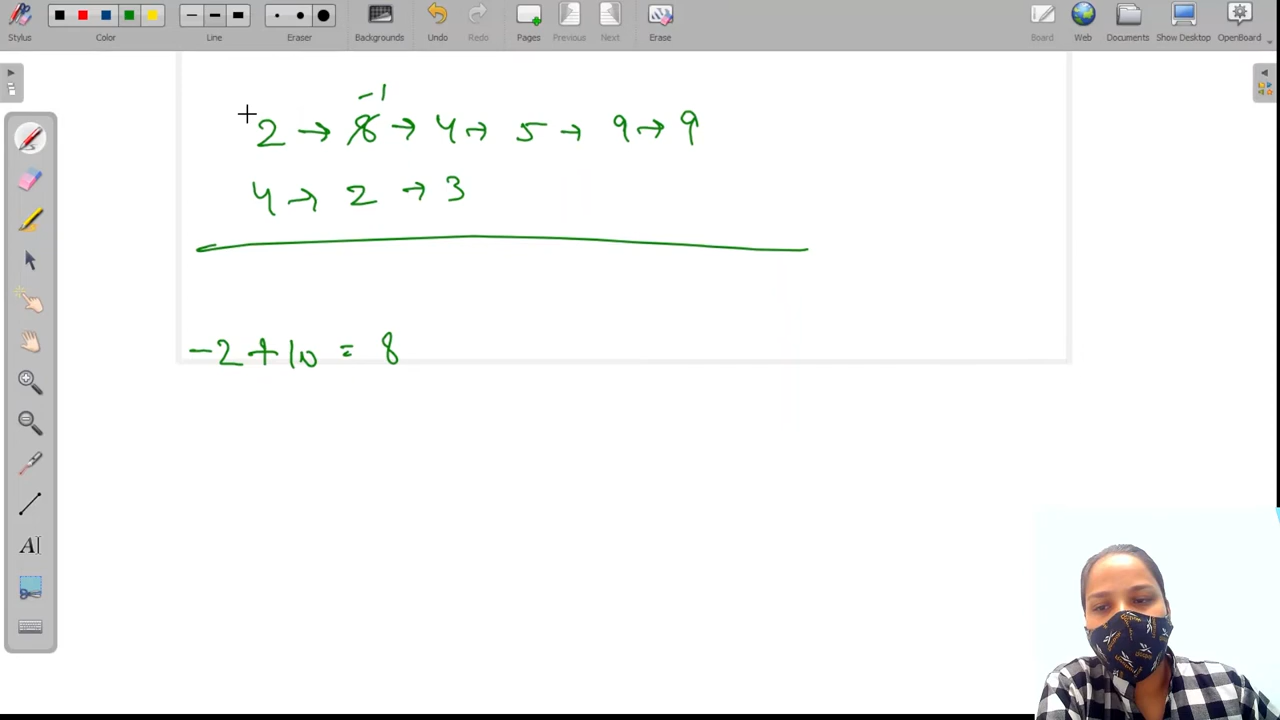 Stylus Color Line Eraser Backgrounds Undo Redo Pages Previous Next Erase Board Web Documents Show Desktop OpenBoard
-1
2 → 8 → 4 → 5 → 9 → 9
4 → 2 → 3
-2 + 10 = 8
AI